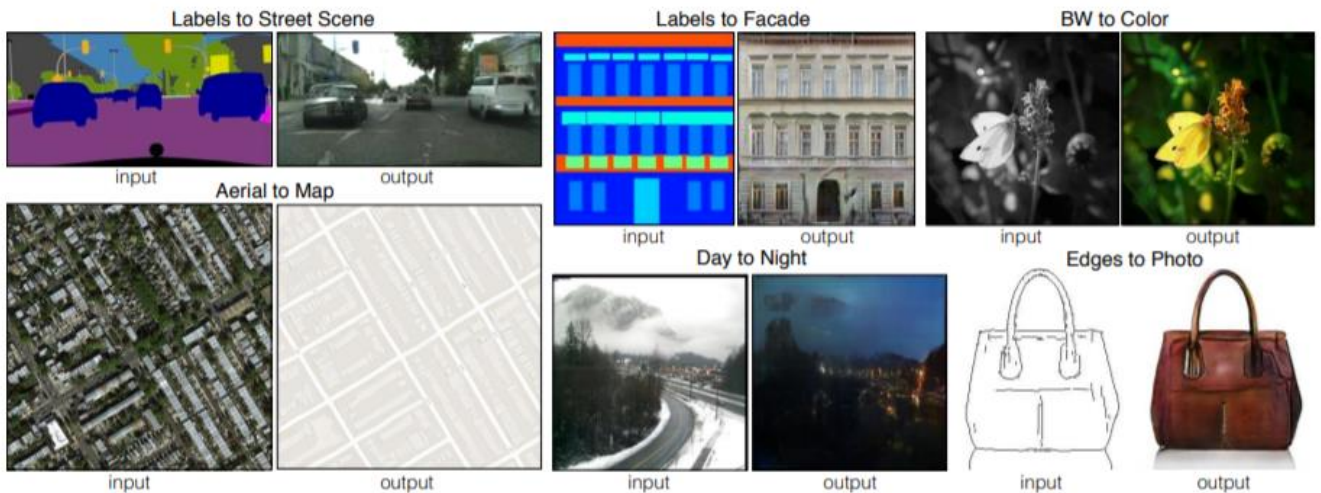 Labels to Street Scene
input
output
Aerial to Map
input
output
Labels to Facade
input
output
BW to Color
input
output
Day to Night
input
output
Edges to Photo
input
output